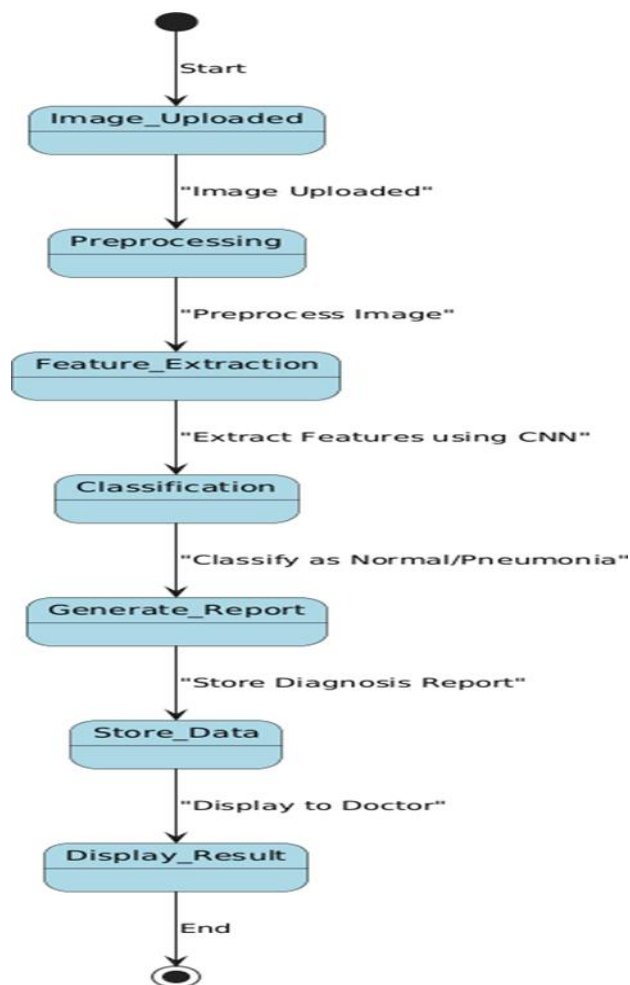 Start
Image_Uploaded
"Image Uploaded"
Preprocessing
"Preprocess Image"
Feature_Extraction
"Extract Features using CNN"
Classification
"Classify as Normal/Pneumonia"
Generate_Report
"Store Diagnosis Report"
Store_Data
"Display to Doctor"
Display_Result
End